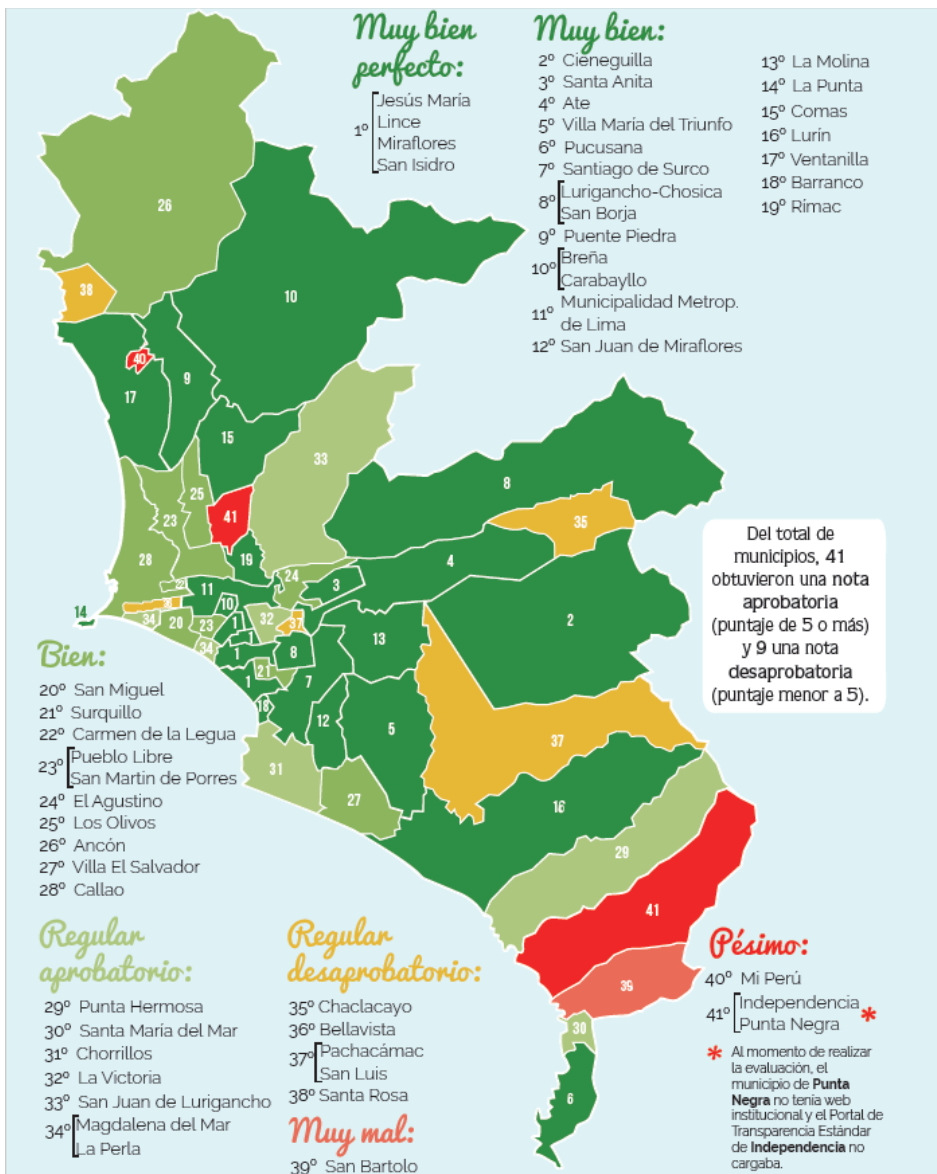 Muy bien
perfecto:
1º
Jesús María
Lince
Miraflores
San Isidro
Muy bien:
2º Cieneguilla
3º Santa Anita
4º Ate
5º Villa María del Triunfo
6º Pucusana
7º Santiago de Surco
8º
Lurigancho-Chosica
San Borja
9º Puente Piedra
10º
Breña
Carabayllo
11º Municipalidad Metrop.
de Lima
12º San Juan de Miraflores
13º La Molina
14º La Punta
15º Comas
16º Lurín
17º Ventanilla
18º Barranco
19º Rímac
26
38
10
40
9
17
15
33
25
23
41
8
35
28
19
24
3
4
22
11
10
14
34
20
23
1
32
37
13
2
34
1
1
8
21
1
7
18
12
5
37
31
27
16
29
41
39
30
6
Del total de
municipios, 41
obtuvieron una nota
aprobatoria
(puntaje de 5 o más)
y 9 una nota
desaprobatoria
(puntaje menor a 5).
Bien:
20º San Miguel
21º Surquillo
22º Carmen de la Legua
23º
Pueblo Libre
San Martin de Porres
24º El Agustino
25º Los Olivos
26º Ancón
27º Villa El Salvador
28º Callao
Regular
aprobatorio:
29º Punta Hermosa
30º Santa María del Mar
31º Chorrillos
32º La Victoria
33º San Juan de Lurigancho
34º
Magdalena del Mar
La Perla
Regular
desaprobatorio:
35º Chaclacayo
36º Bellavista
37º
Pachacámac
San Luis
38º Santa Rosa
Muy mal:
39º San Bartolo
Pésimo:
40º Mi Perú
41º
Independencia
Punta Negra *
* Al momento de realizar
la evaluación, el
municipio de Punta
Negra no tenía web
institucional y el Portal de
Transparencia Estándar
de Independencia no
cargaba.